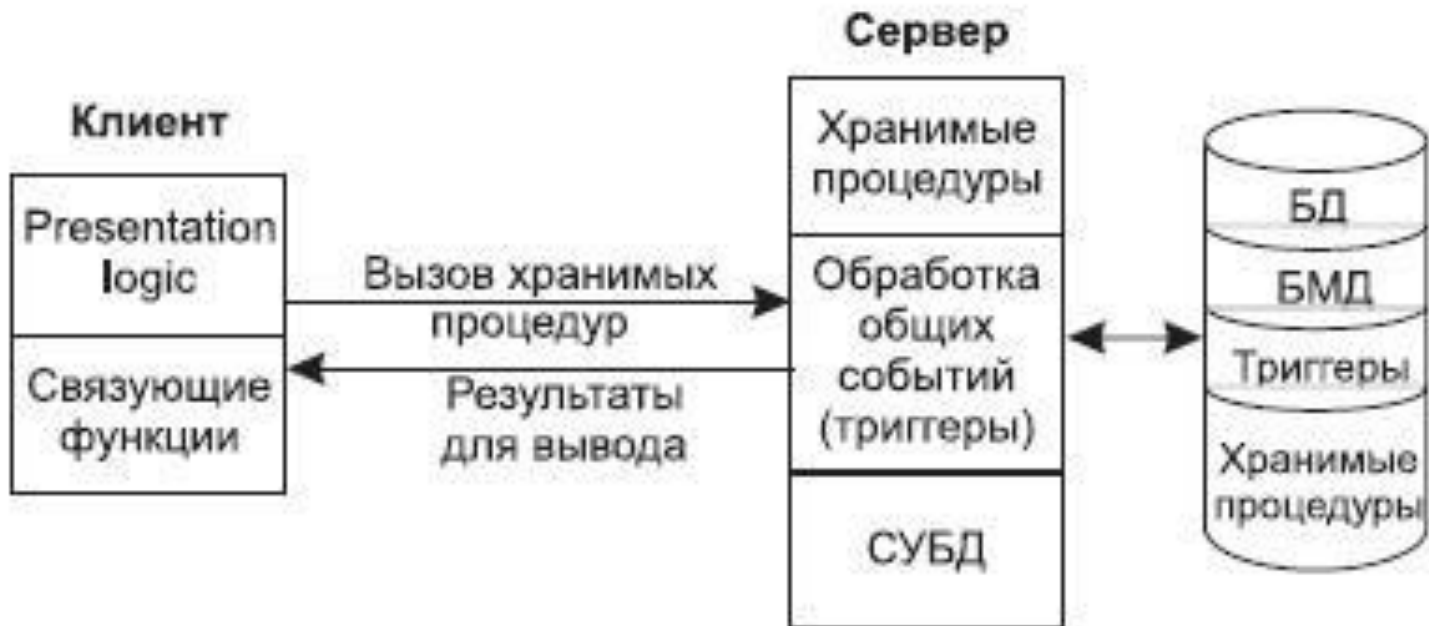 Клиент
Presentation
logic
Связующие
функции
Вызов хранимых
процедур
Результаты
для вывода
Сервер
Хранимые
процедуры
Обработка
общих
событий
(триггеры)
СУБД
БД
БМД
Триггеры
Хранимые
процедуры